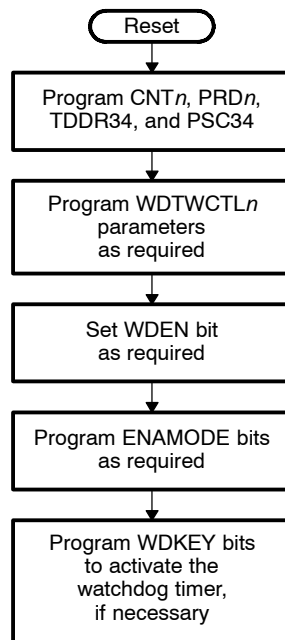 Reset
Program CNTn, PRDn,
TDDR34, and PSC34
Program WDTWCTLn
parameters
as required
Set WDEN bit
as required
Program ENAMODE bits
as required
Program WDKEY bits
to activate the
watchdog timer,
if necessary